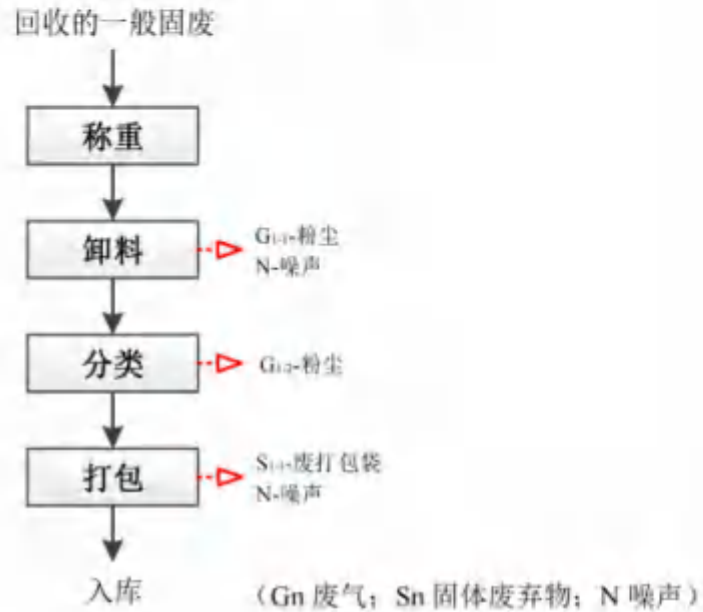 回收的一般固废
称重
卸料
G₁₋₁-粉尘
N-噪声
分类
G₁₋₂-粉尘
打包
S₁₋₁-废打包袋
N-噪声
入库
（Gn 废气；Sn 固体废弃物；N 噪声）